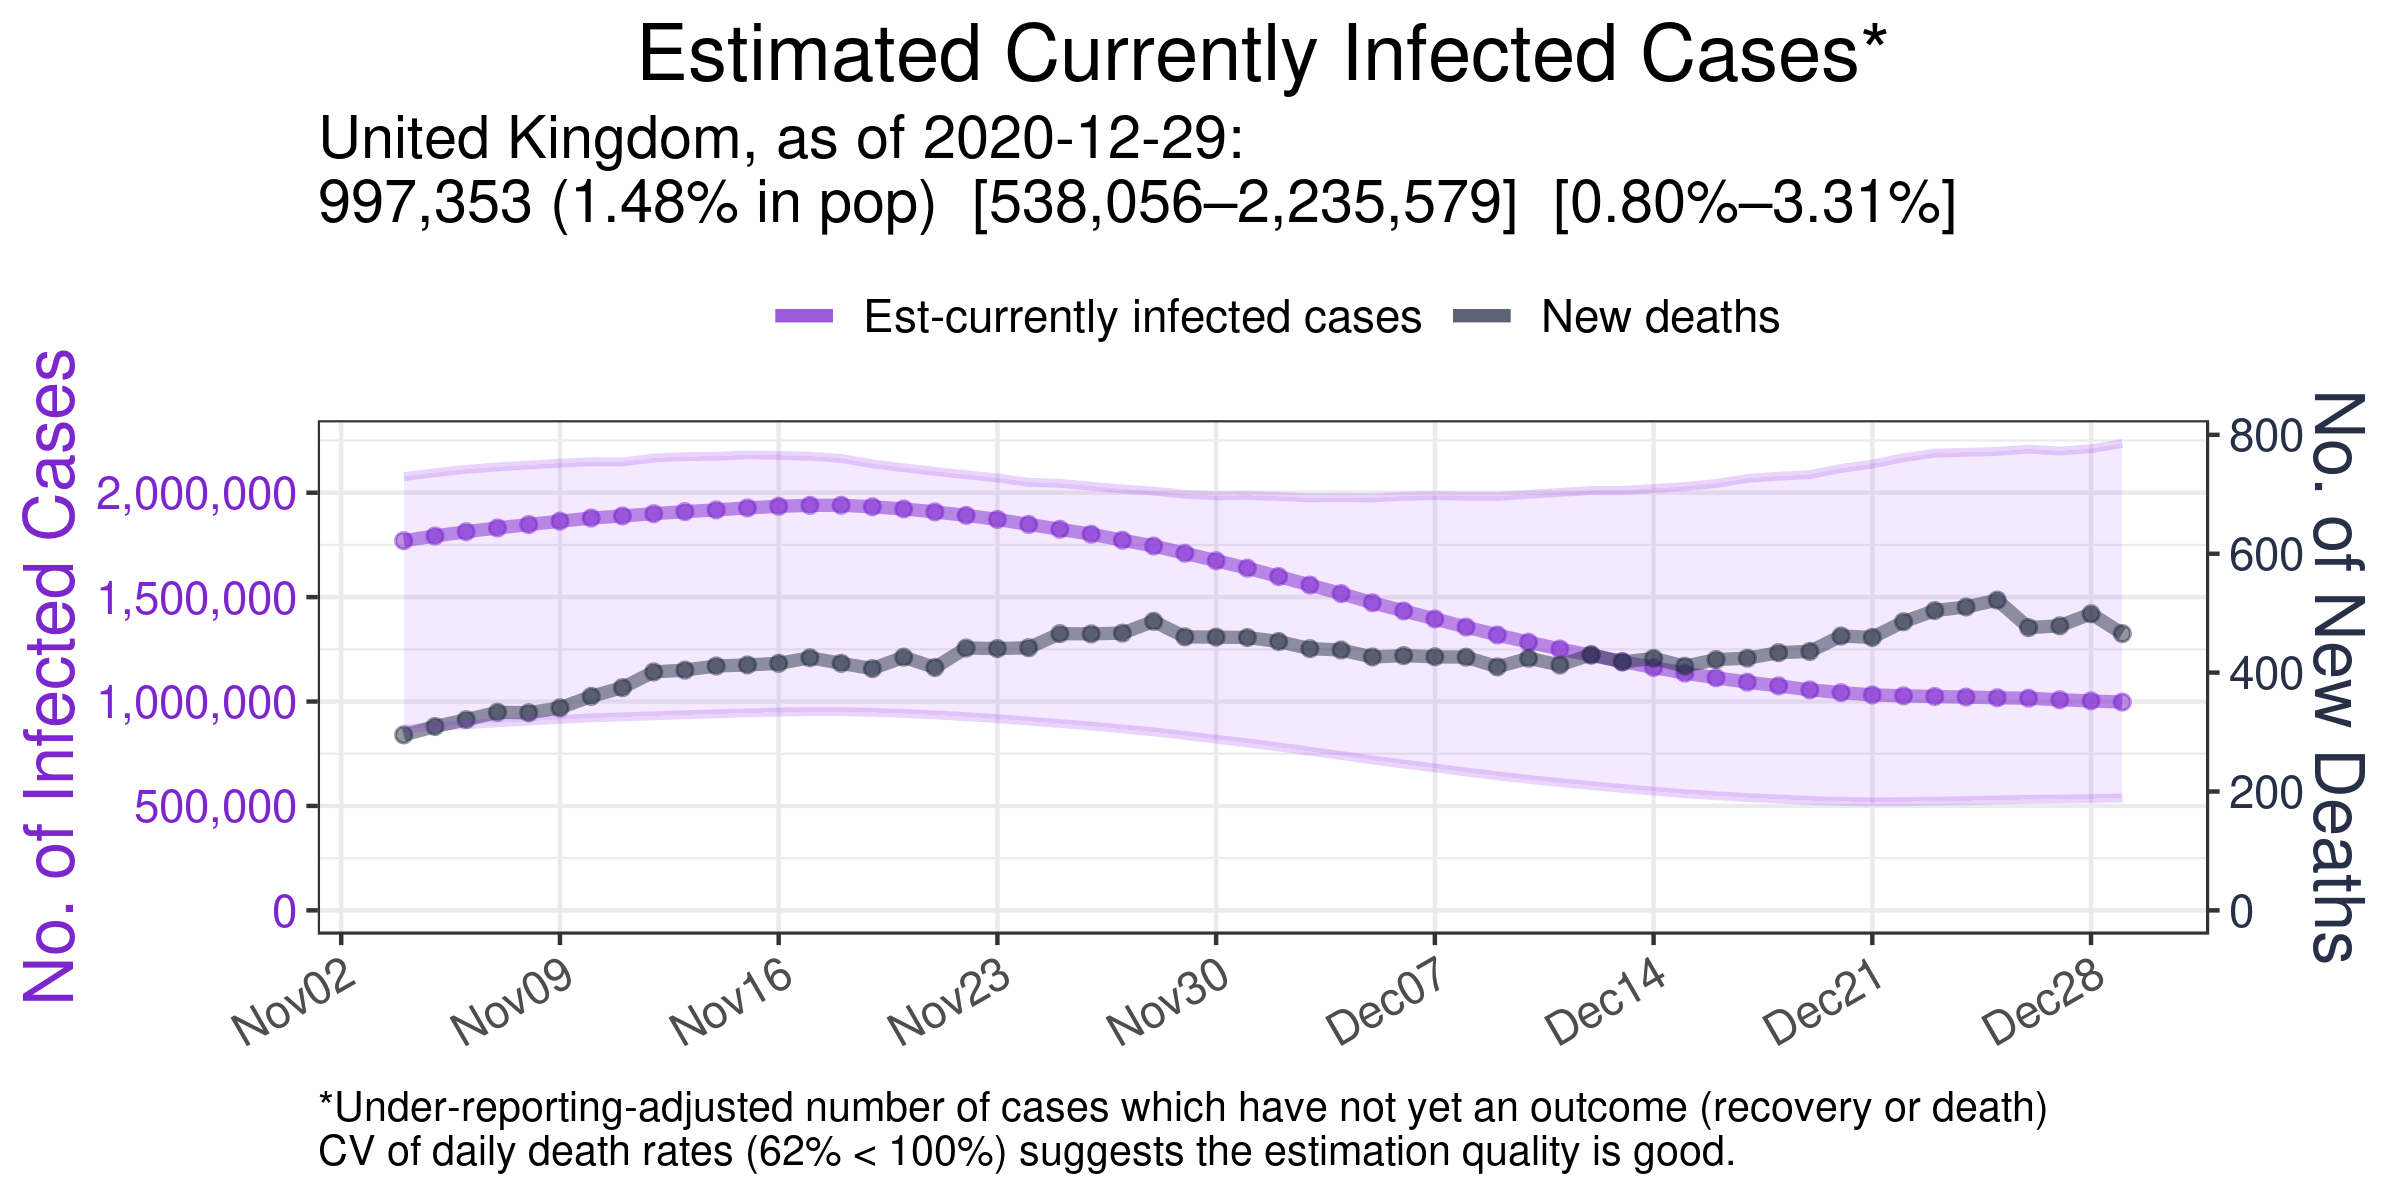 Estimated Currently Infected Cases*
United Kingdom, as of 2020-12-29:
997,353 (1.48% in pop) [538,056–2,235,579] [0.80%–3.31%]
Est-currently infected cases
New deaths
No. of Infected Cases
2,000,000
1,500,000
1,000,000
500,000
0
800
600
400
200
0
No. of New Deaths
Nov02
Nov09
Nov16
Nov23
Nov30
Dec07
Dec14
Dec21
Dec28
*Under-reporting-adjusted number of cases which have not yet an outcome (recovery or death)
CV of daily death rates (62% < 100%) suggests the estimation quality is good.